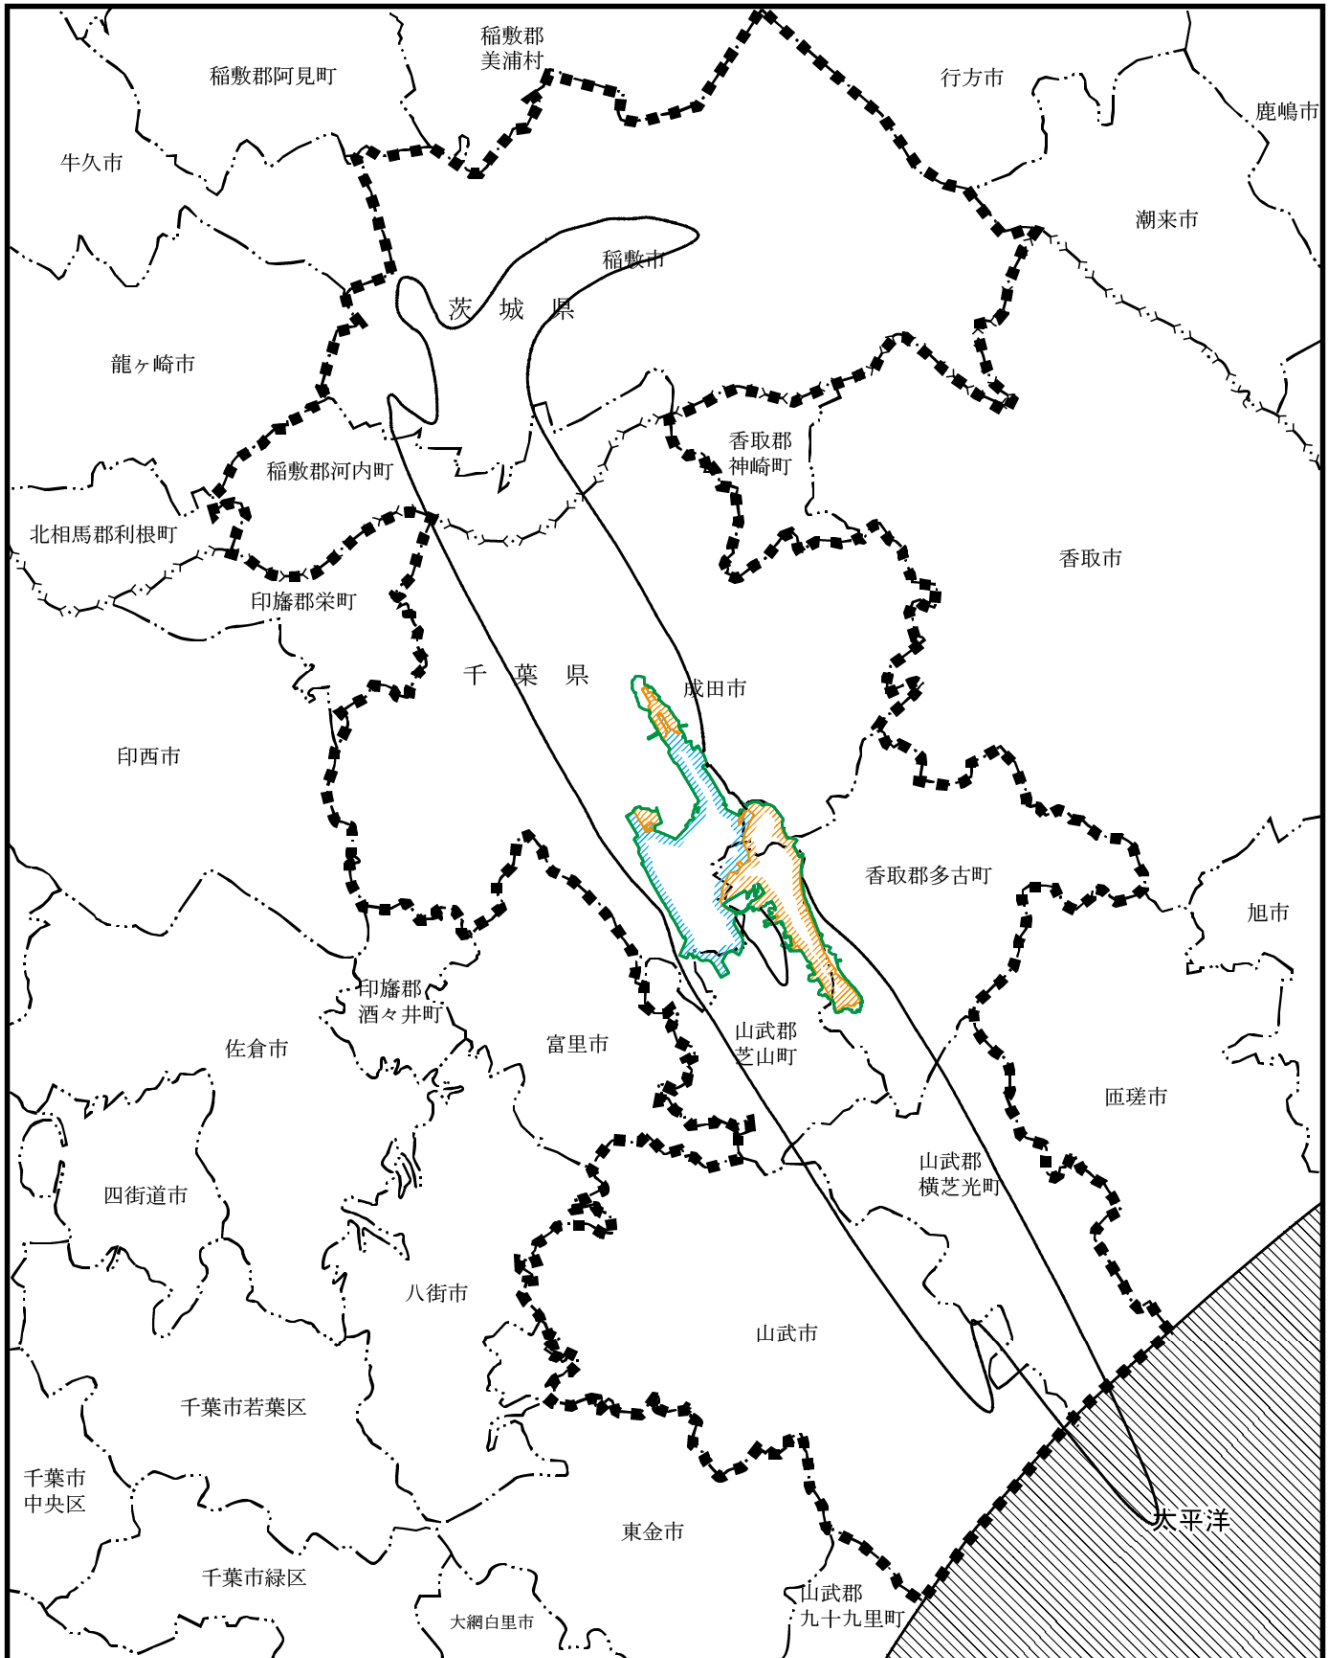 稲敷郡
美浦村
稲敷郡阿見町
行方市
鹿嶋市
牛久市
潮来市
稲敷市
茨城県
龍ヶ崎市
香取郡
神崎町
稲敷郡河内町
北相馬郡利根町
香取市
印旛郡栄町
千葉県
成田市
印西市
香取郡多古町
旭市
印旛郡
酒々井町
富里市
山武郡
芝山町
佐倉市
匝瑳市
山武郡
横芝光町
四街道市
八街市
山武市
千葉市若葉区
千葉市
中央区
東金市
太平洋
千葉市緑区
山武郡
九十九里町
大網白里市